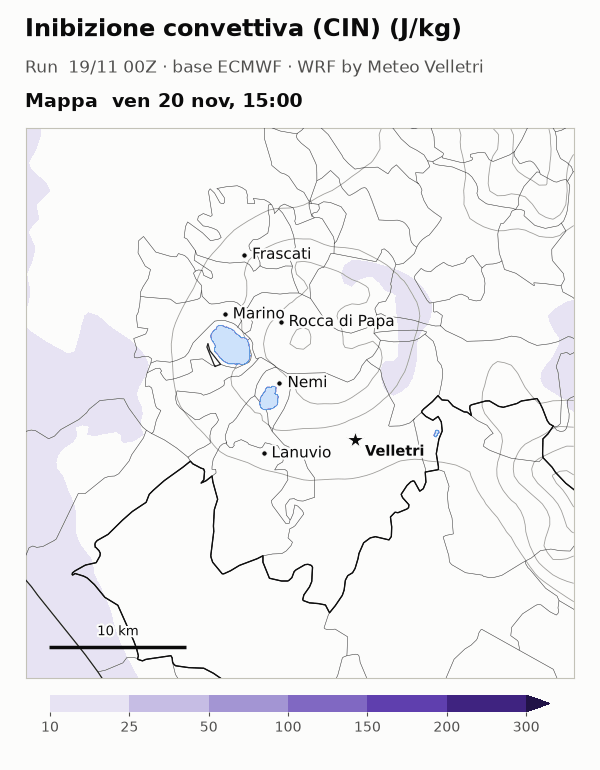 Inibizione convettiva (CIN) (J/kg)
Run  19/11 00Z · base ECMWF · WRF by Meteo Velletri
Mappa  ven 20 nov, 15:00
Frascati
Marino
Rocca di Papa
Nemi
Velletri
Lanuvio
10 km
10 25 50 100 150 200 300